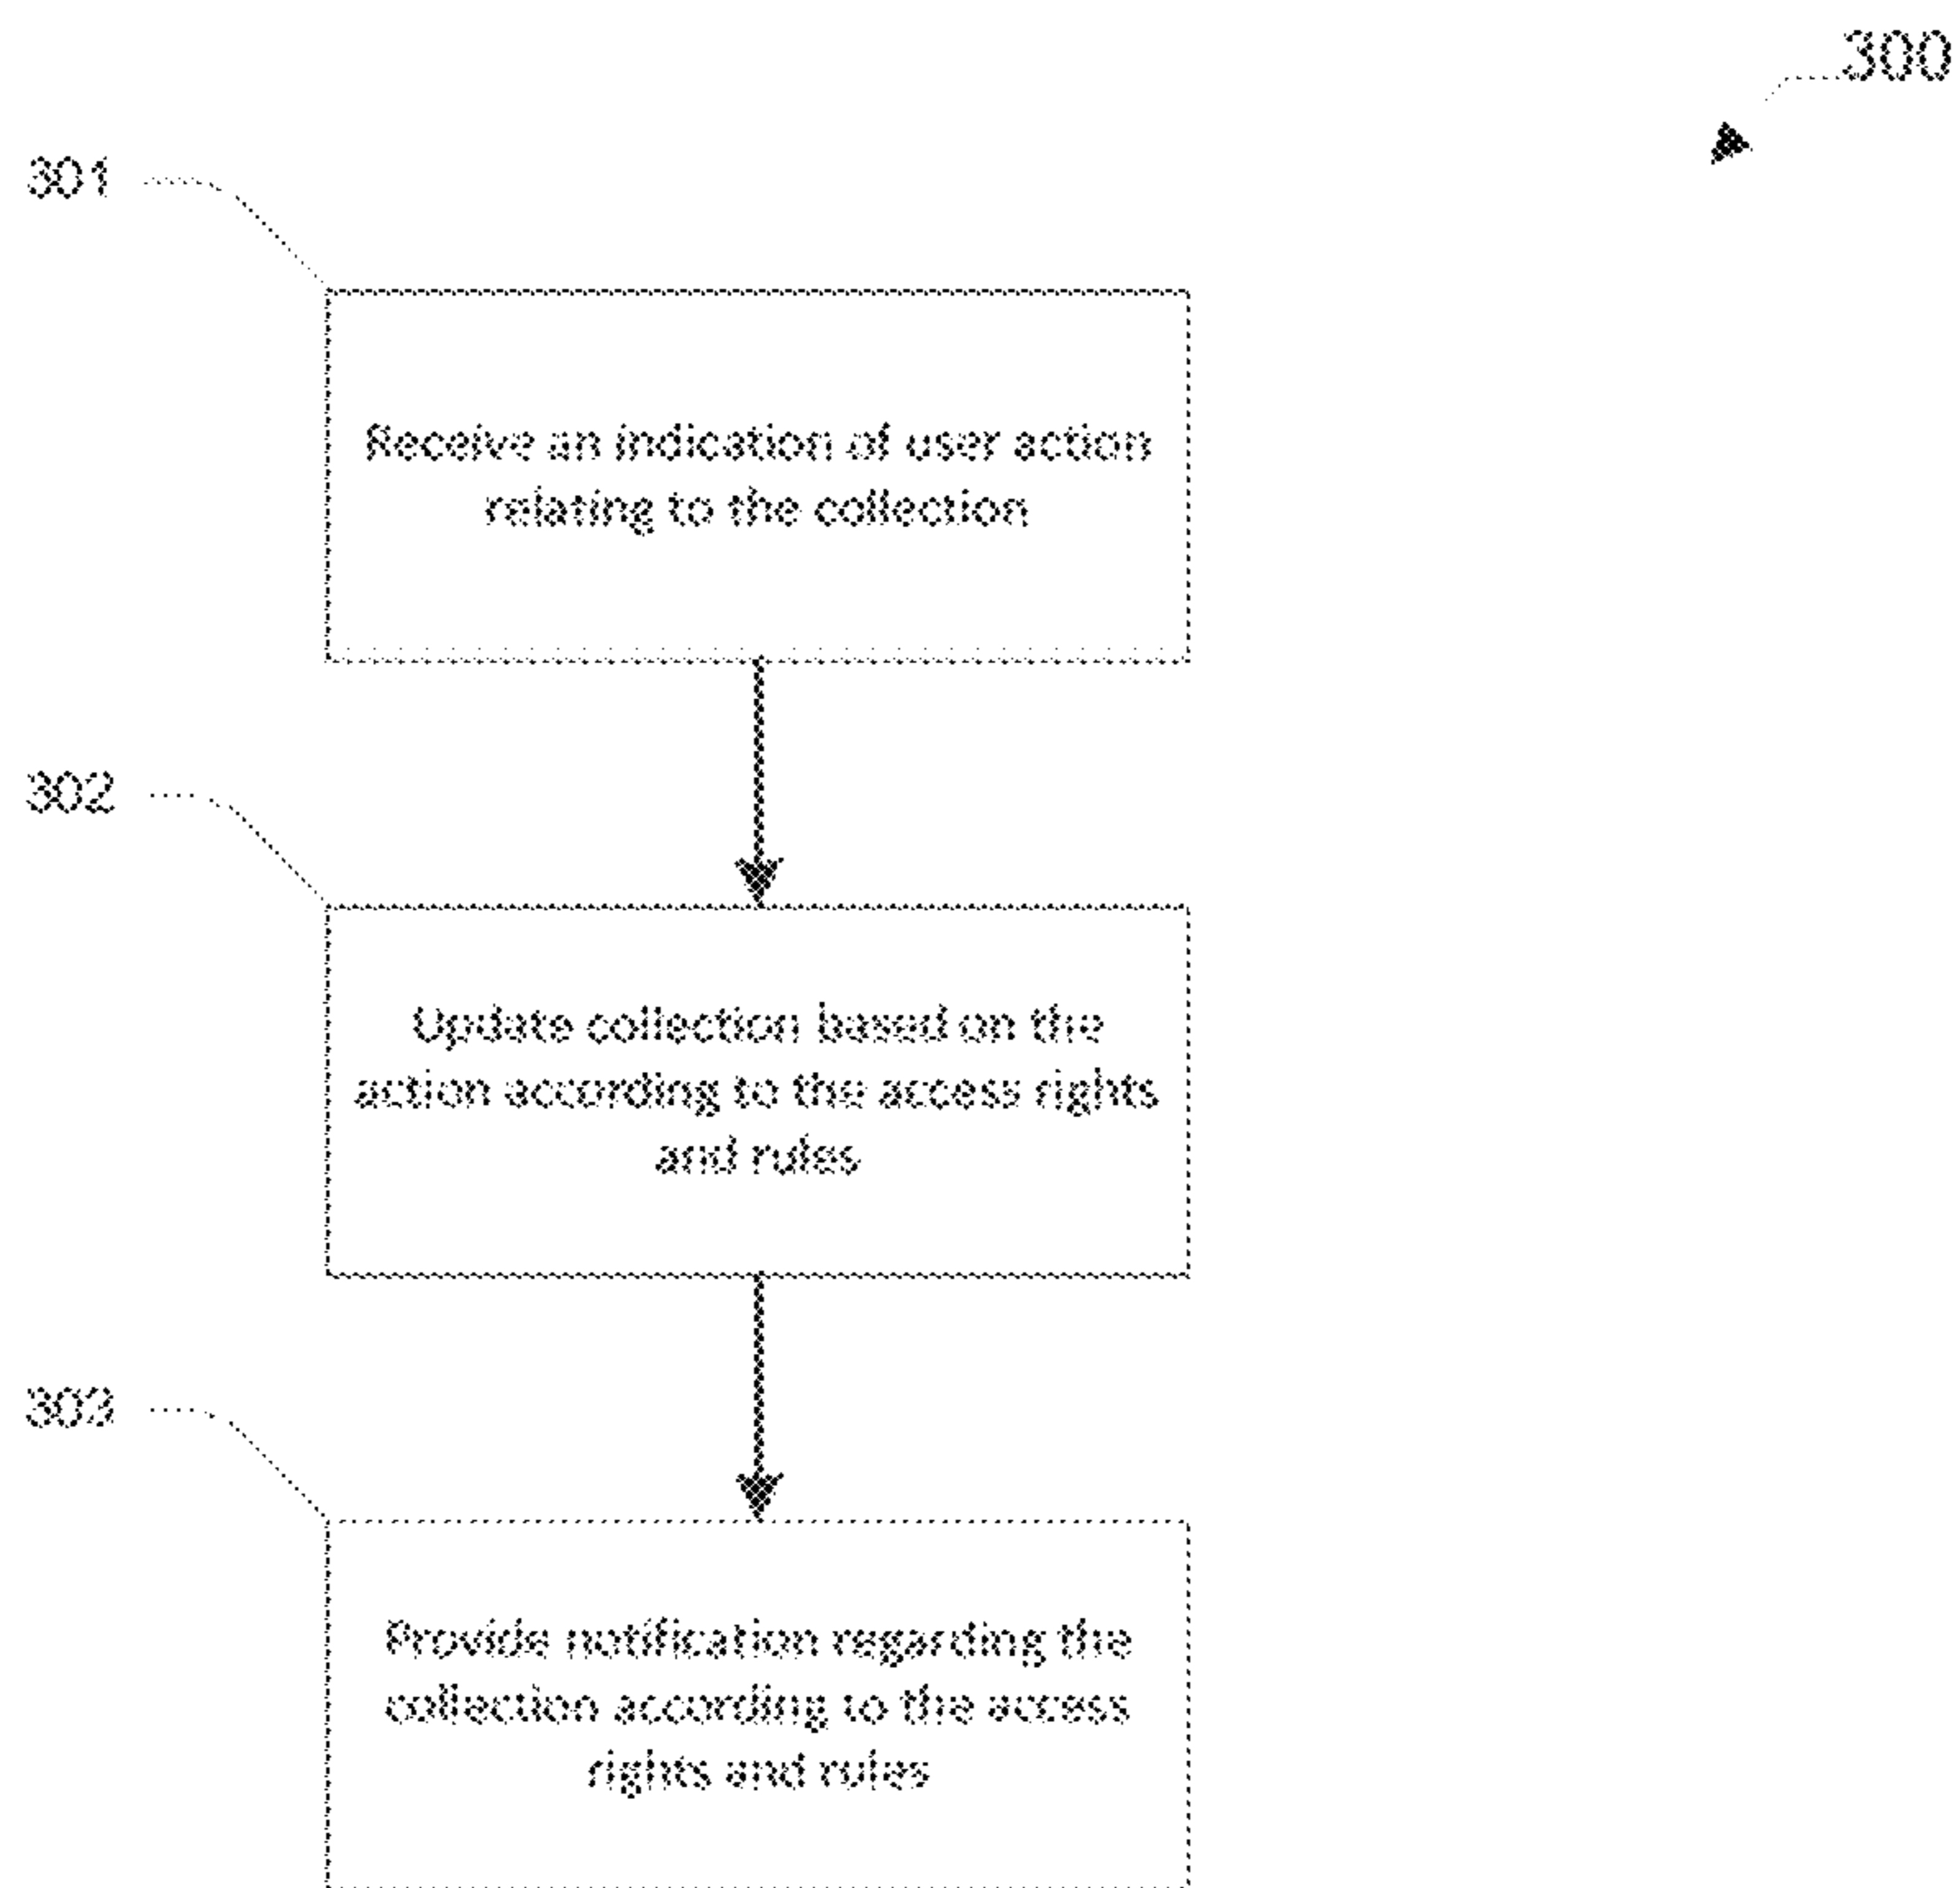 300
301
Receive an indication of user action
relating to the collection
302
Update collection based on the
action according to the access rights
and rules
303
Provide notification regarding the
collection according to the access
rights and rules